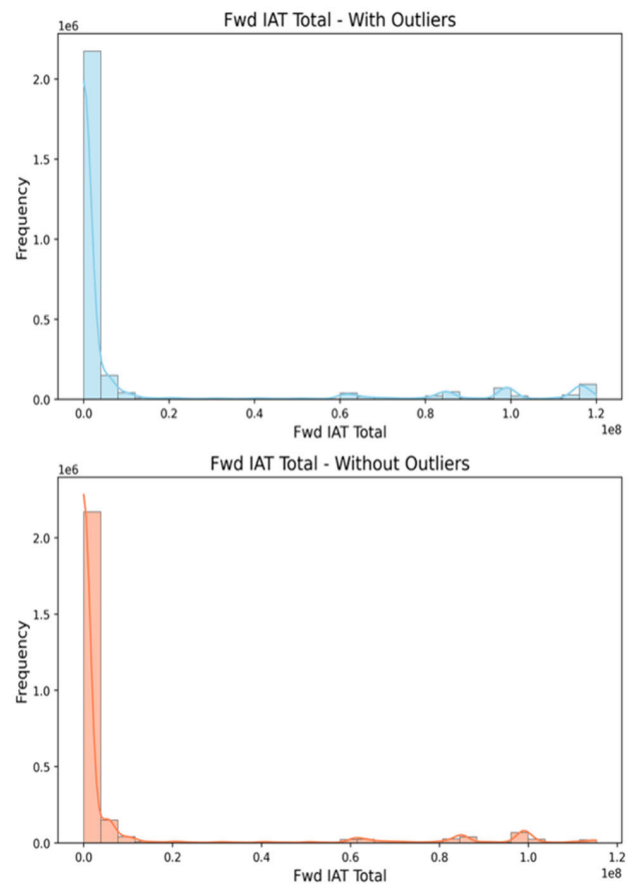 Fwd IAT Total - With Outliers
1e6
2.0
1.5
1.0
0.5
0.0
Frequency
0.0 0.2 0.4 0.6 0.8 1.0 1.2
1e8
Fwd IAT Total
Fwd IAT Total - Without Outliers
1e6
2.0
1.5
1.0
0.5
0.0
Frequency
0.0 0.2 0.4 0.6 0.8 1.0 1.2
1e8
Fwd IAT Total